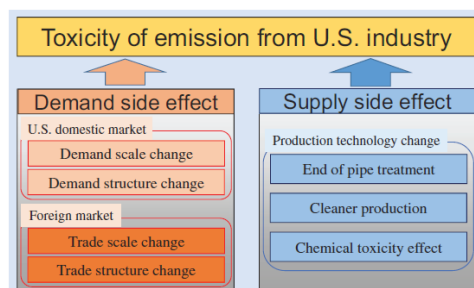 Toxicity of emission from U.S. industry
Demand side effect
U.S. domestic market
Demand scale change
Demand structure change
Foreign market
Trade scale change
Trade structure change
Supply side effect
Production technology change
End of pipe treatment
Cleaner production
Chemical toxicity effect